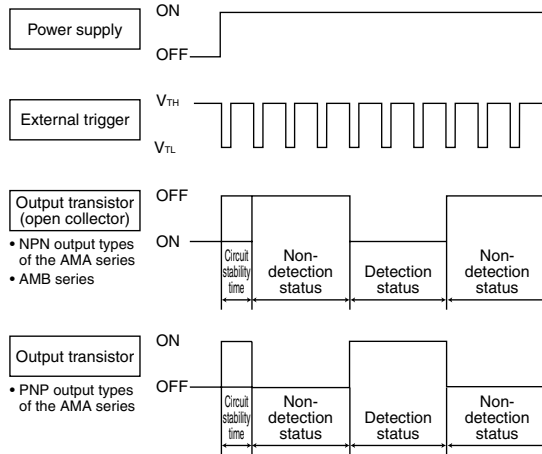 ON
Power supply
OFF
VTH
External trigger
VTL
Output transistor
(open collector)
OFF
ON
• NPN output types
of the AMA series
• AMB series
Circuit
stability
time
Non-
detection
status
Detection
status
Non-
detection
status
Output transistor
ON
OFF
• PNP output types
of the AMA series
Circuit
stability
time
Non-
detection
status
Detection
status
Non-
detection
status